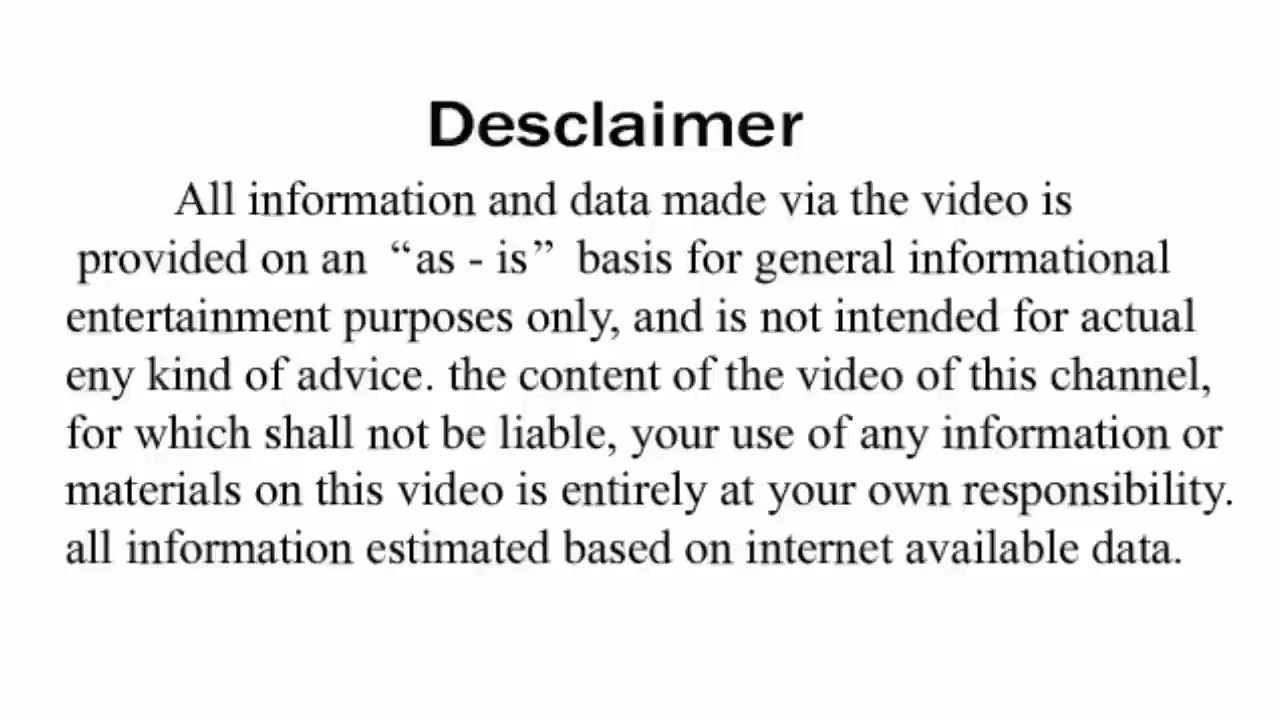 Desclaimer
All information and data made via the video is
provided on an “as - is” basis for general informational
entertainment purposes only, and is not intended for actual
eny kind of advice. the content of the video of this channel,
for which shall not be liable, your use of any information or
materials on this video is entirely at your own responsibility.
all information estimated based on internet available data.